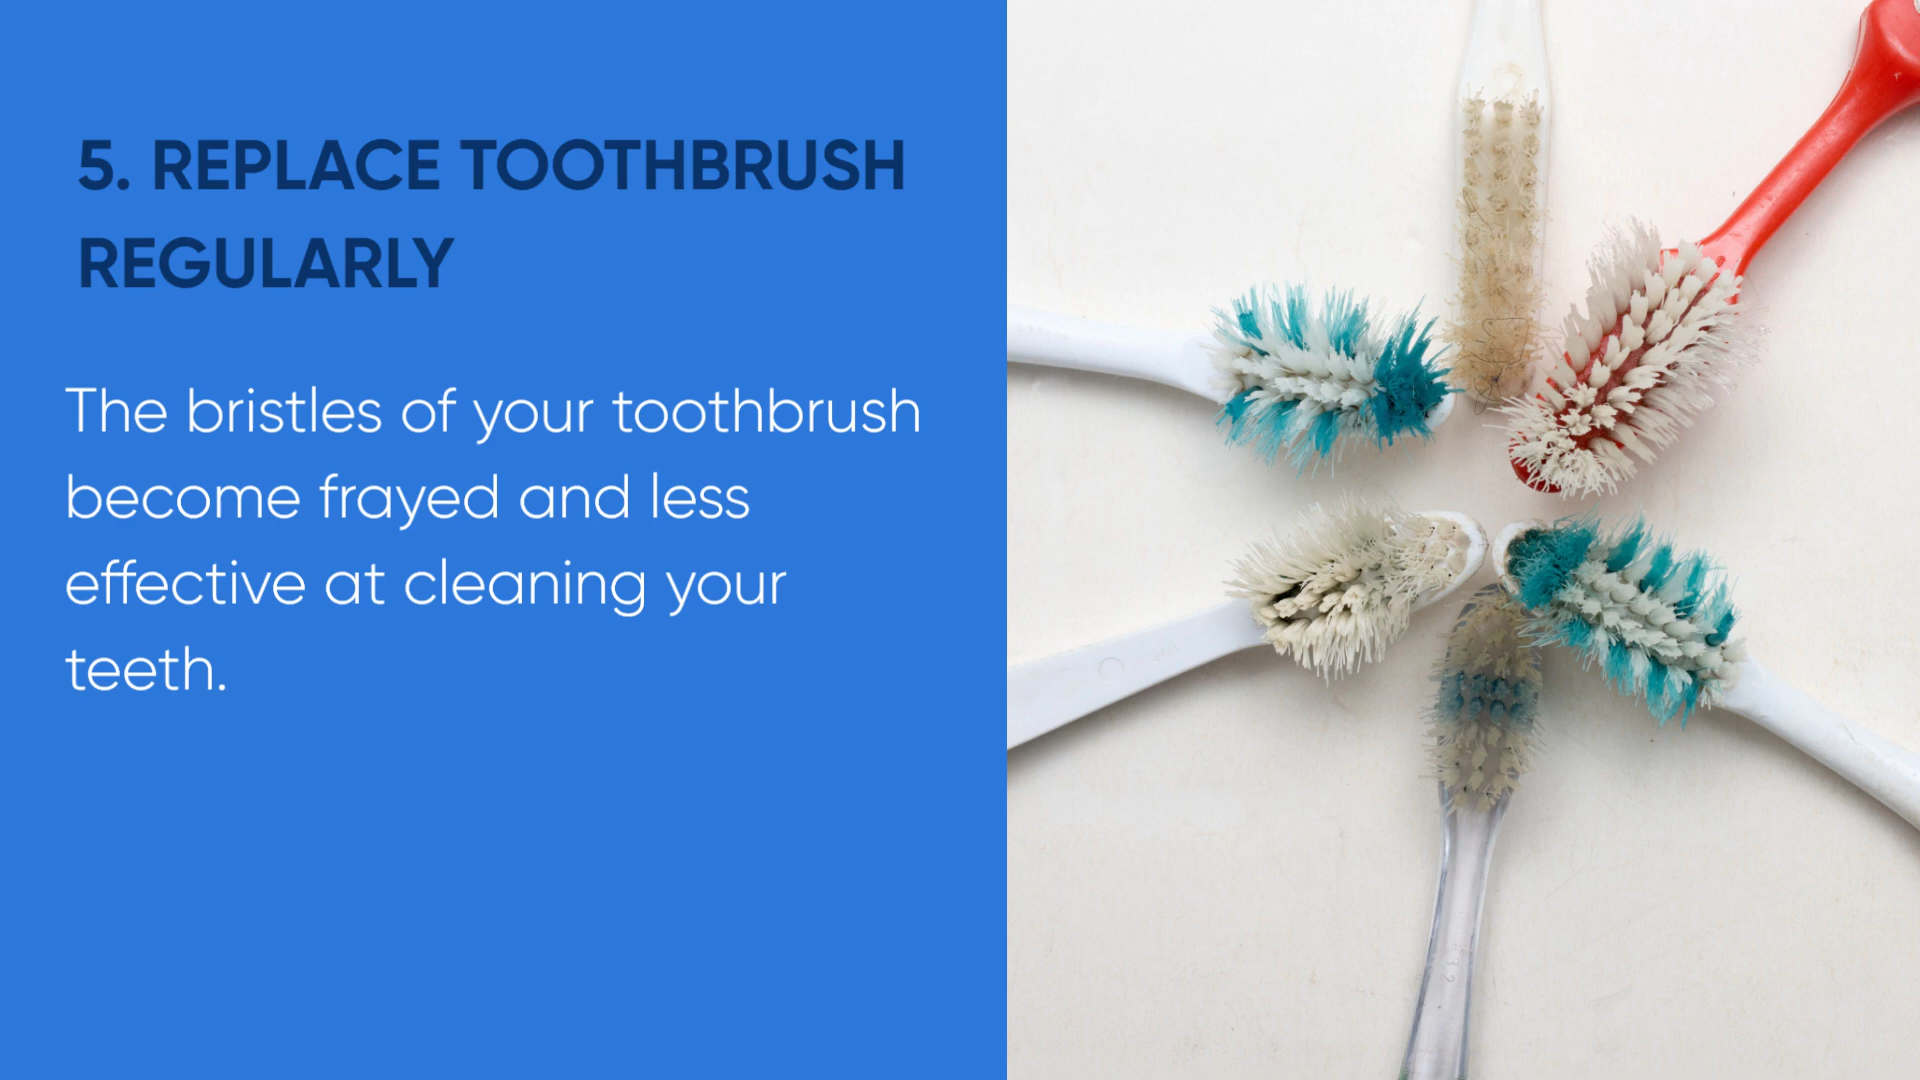 5. REPLACE TOOTHBRUSH
REGULARLY
The bristles of your toothbrush
become frayed and less
effective at cleaning your
teeth.